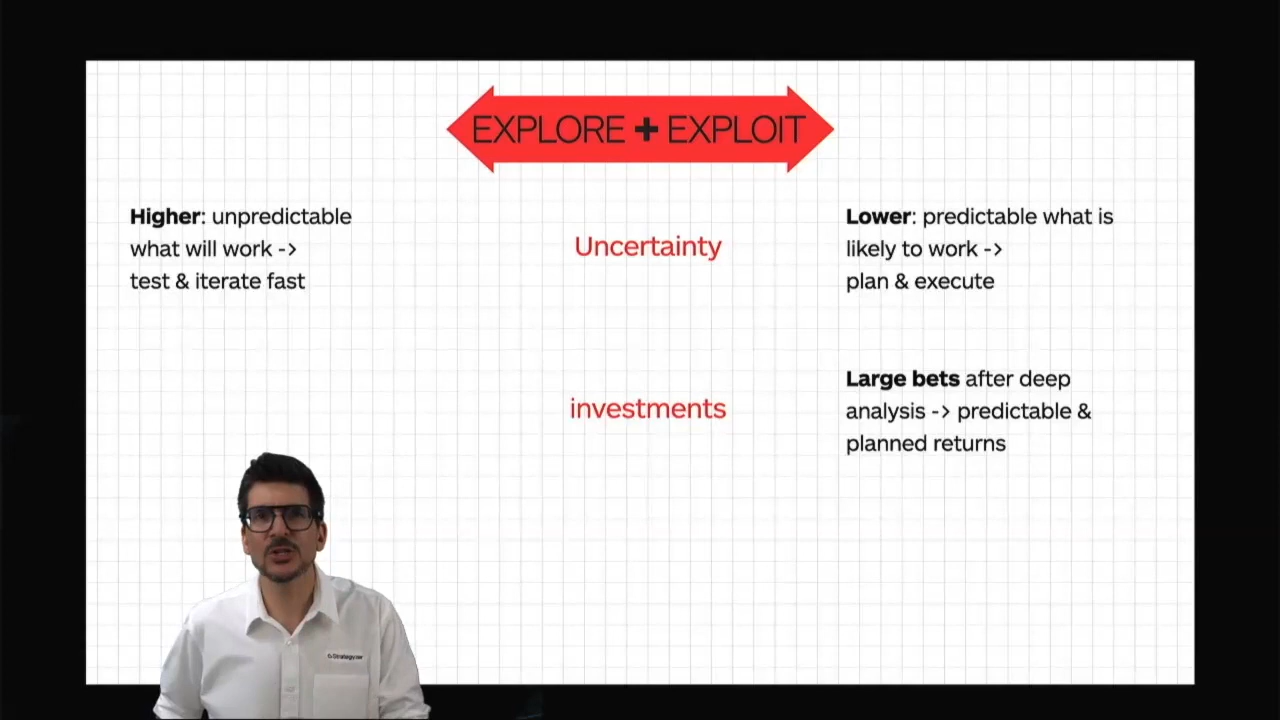 EXPLORE + EXPLOIT
Higher: unpredictable
what will work ->
test & iterate fast
Uncertainty
Lower: predictable what is
likely to work ->
plan & execute
investments
Large bets after deep
analysis -> predictable &
planned returns
Strategyzer